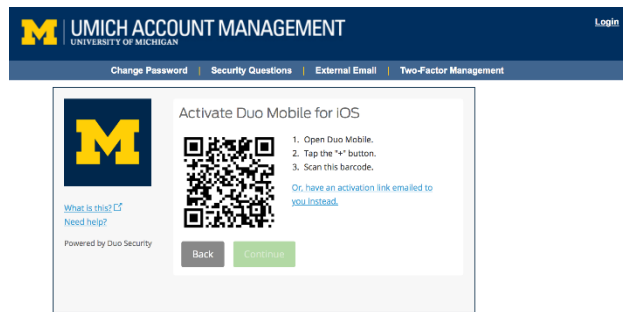 M UMICH ACCOUNT MANAGEMENT
UNIVERSITY OF MICHIGAN
Login
Change Password | Security Questions | External Email | Two-Factor Management
M
Activate Duo Mobile for iOS
1. Open Duo Mobile.
2. Tap the "+" button.
3. Scan this barcode.
Or, have an activation link emailed to
you instead.
What is this?
Need help?
Powered by Duo Security
Back
Continue